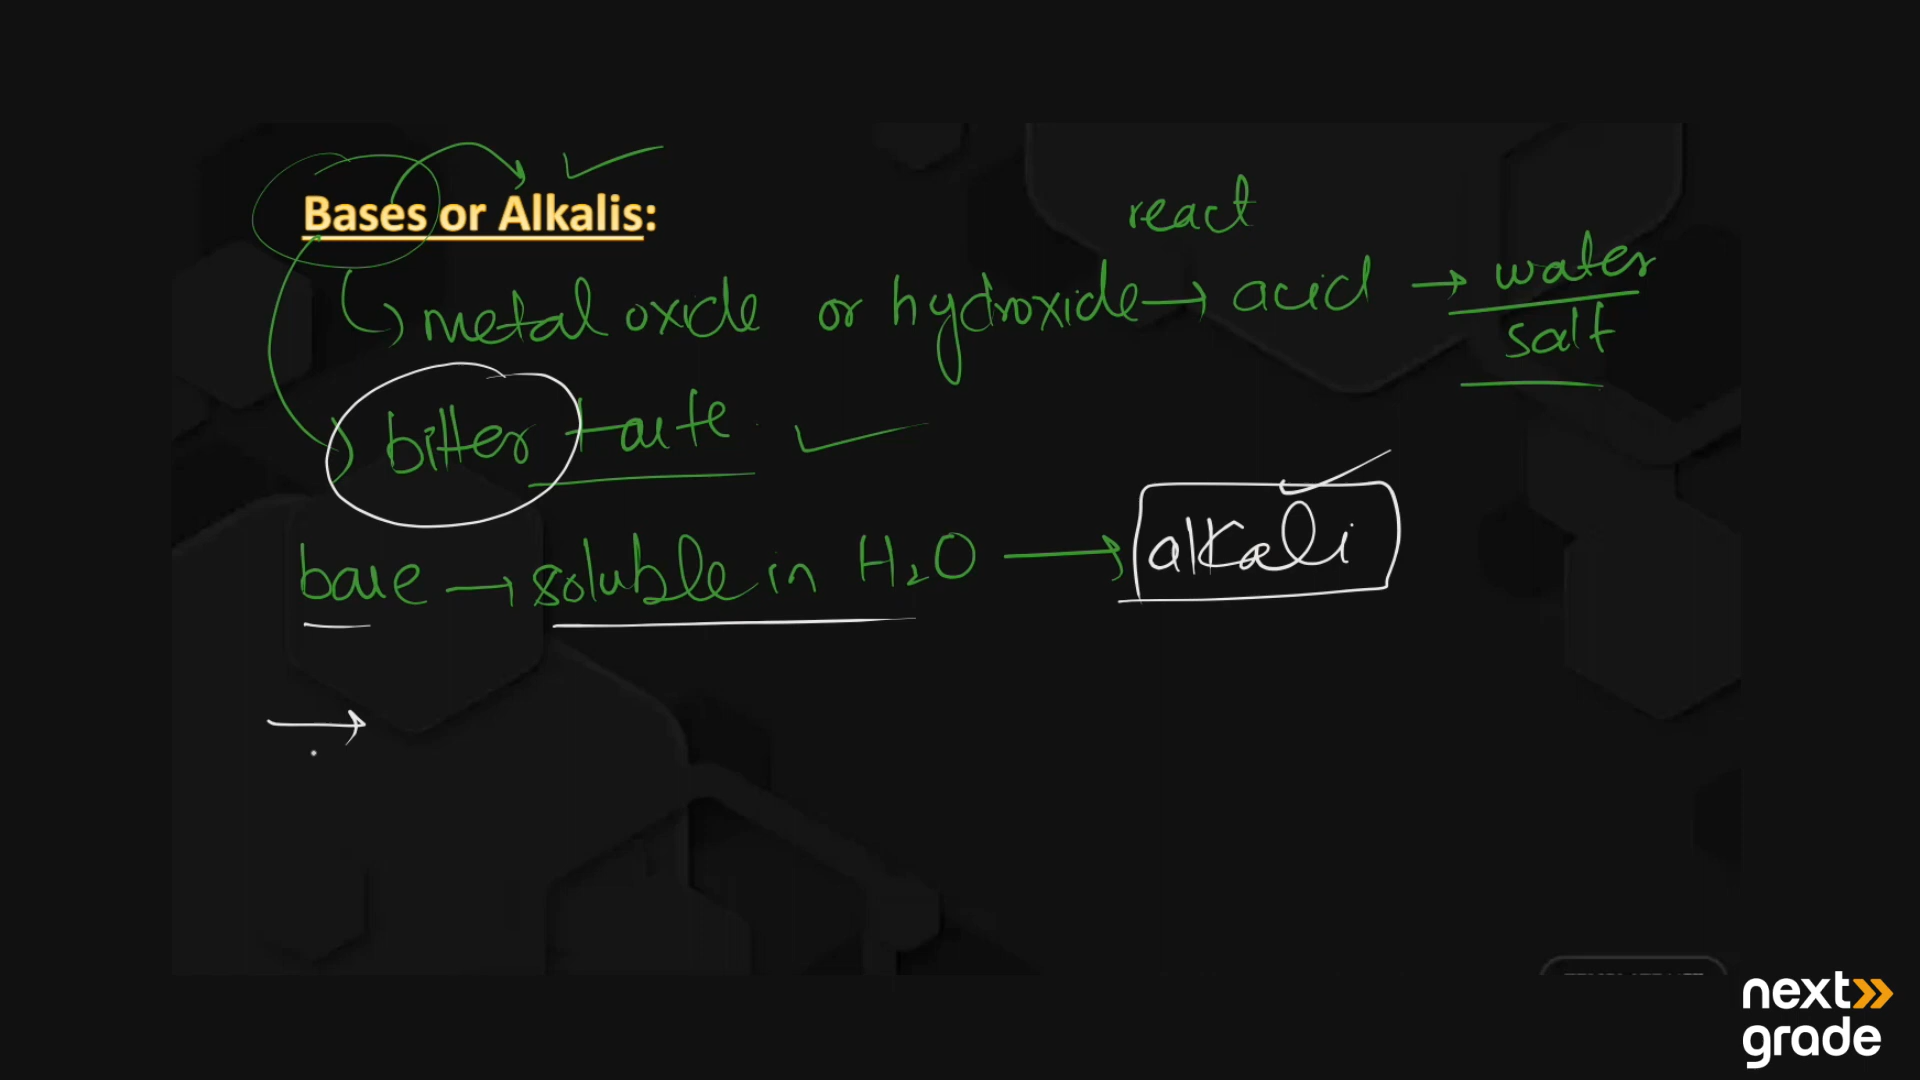 Bases or Alkalis:
react
metal oxide or hydroxide → acid → water
salt
bitter taste
base → soluble in H₂O → alkali
→
next
grade